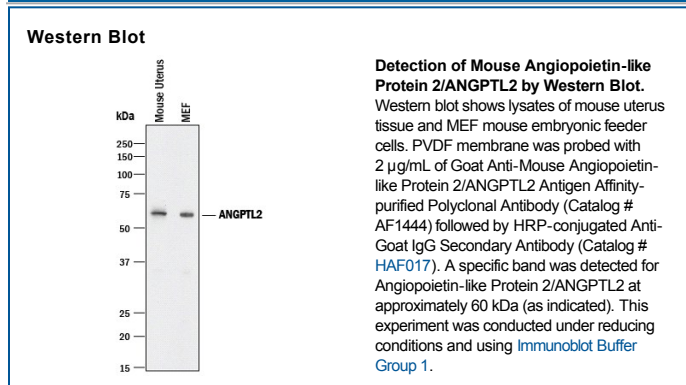 Western Blot
Mouse Uterus
MEF
kDa
250
150
100
75
50
37
25
20
15
ANGPTL2
Detection of Mouse Angiopoietin-like
Protein 2/ANGPTL2 by Western Blot.
Western blot shows lysates of mouse uterus
tissue and MEF mouse embryonic feeder
cells. PVDF membrane was probed with
2 µg/mL of Goat Anti-Mouse Angiopoietin-
like Protein 2/ANGPTL2 Antigen Affinity-
purified Polyclonal Antibody (Catalog #
AF1444) followed by HRP-conjugated Anti-
Goat IgG Secondary Antibody (Catalog #
HAF017). A specific band was detected for
Angiopoietin-like Protein 2/ANGPTL2 at
approximately 60 kDa (as indicated). This
experiment was conducted under reducing
conditions and using Immunoblot Buffer
Group 1.